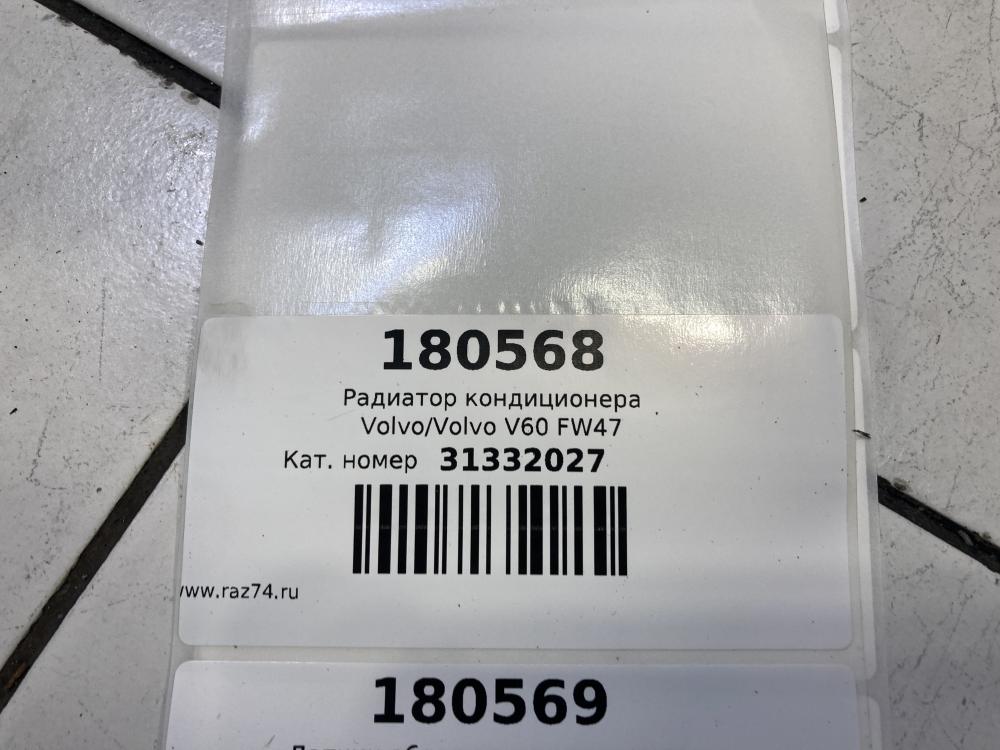 180568
Радиатор кондиционера
Volvo/Volvo V60 FW47
Кат. номер 31332027
www.raz74.ru
180569